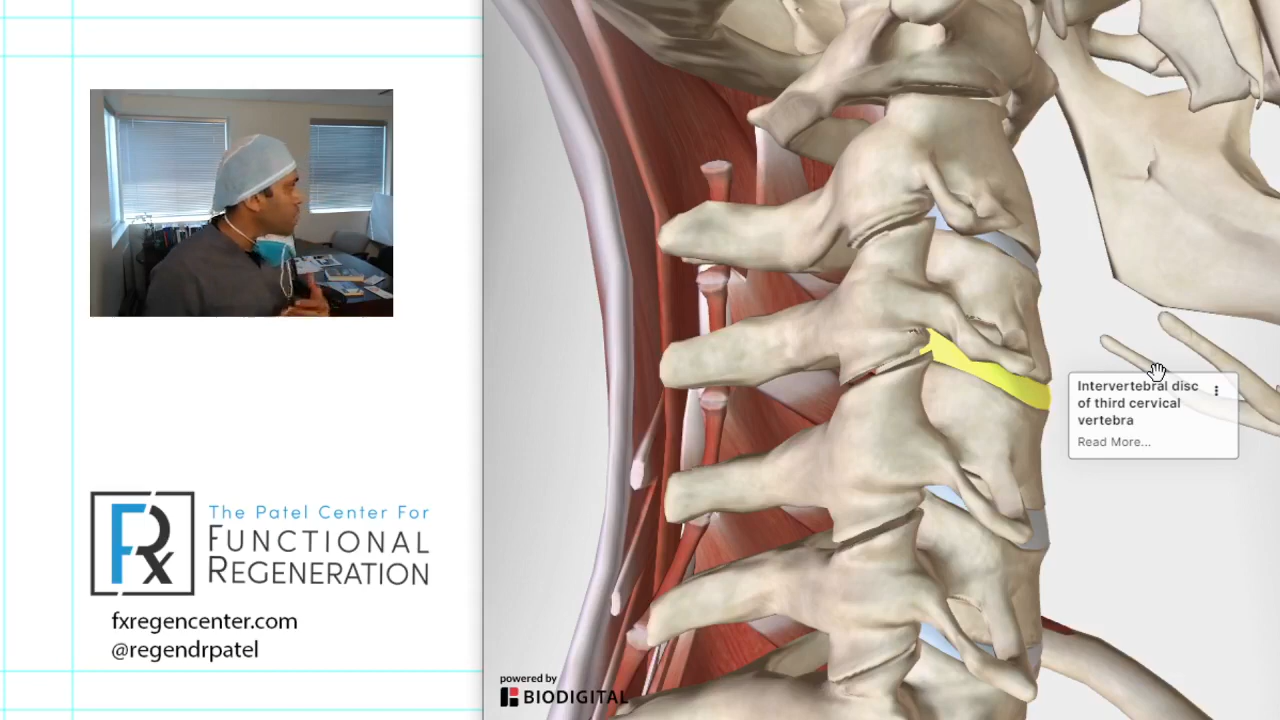 FRx
The Patel Center For
FUNCTIONAL
REGENERATION
fxregencenter.com
@regendrpatel
powered by
BIODIGITAL
Intervertebral disc
of third cervical
vertebra
Read More...